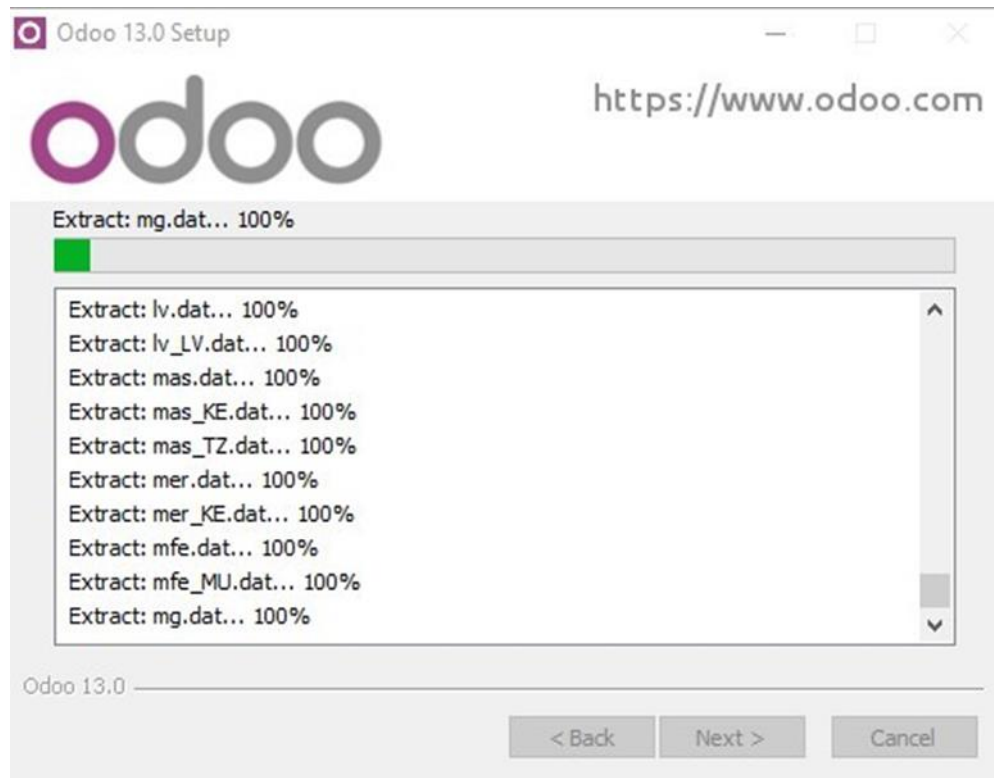 Odoo 13.0 Setup
odoo
https://www.odoo.com
Extract: mg.dat... 100%
Extract: lv.dat... 100%
Extract: lv_LV.dat... 100%
Extract: mas.dat... 100%
Extract: mas_KE.dat... 100%
Extract: mas_TZ.dat... 100%
Extract: mer.dat... 100%
Extract: mer_KE.dat... 100%
Extract: mfe.dat... 100%
Extract: mfe_MU.dat... 100%
Extract: mg.dat... 100%
Odoo 13.0
< Back
Next >
Cancel